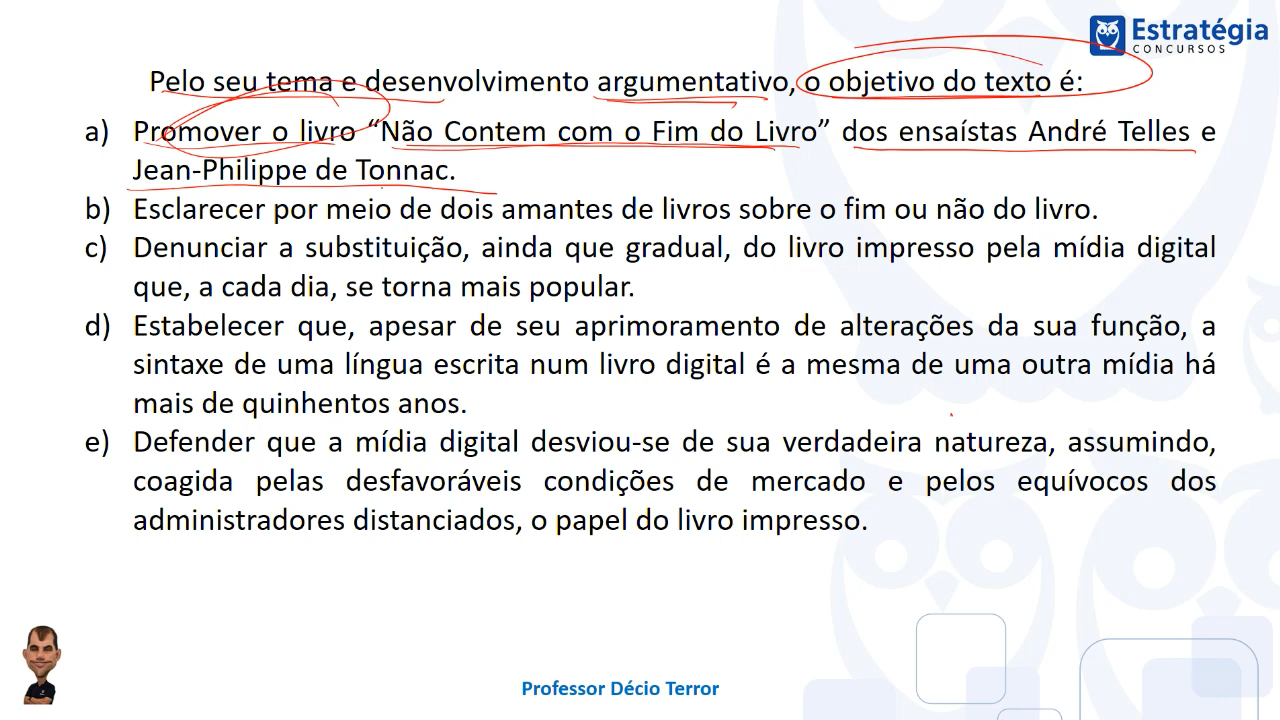 Estratégia
CONCURSOS
Pelo seu tema e desenvolvimento argumentativo, o objetivo do texto é:
a) Promover o livro “Não Contem com o Fim do Livro” dos ensaístas André Telles e
Jean-Philippe de Tonnac.
b) Esclarecer por meio de dois amantes de livros sobre o fim ou não do livro.
c) Denunciar a substituição, ainda que gradual, do livro impresso pela mídia digital
que, a cada dia, se torna mais popular.
d) Estabelecer que, apesar de seu aprimoramento de alterações da sua função, a
sintaxe de uma língua escrita num livro digital é a mesma de uma outra mídia há
mais de quinhentos anos.
e) Defender que a mídia digital desviou-se de sua verdadeira natureza, assumindo,
coagida pelas desfavoráveis condições de mercado e pelos equívocos dos
administradores distanciados, o papel do livro impresso.
Professor Décio Terror